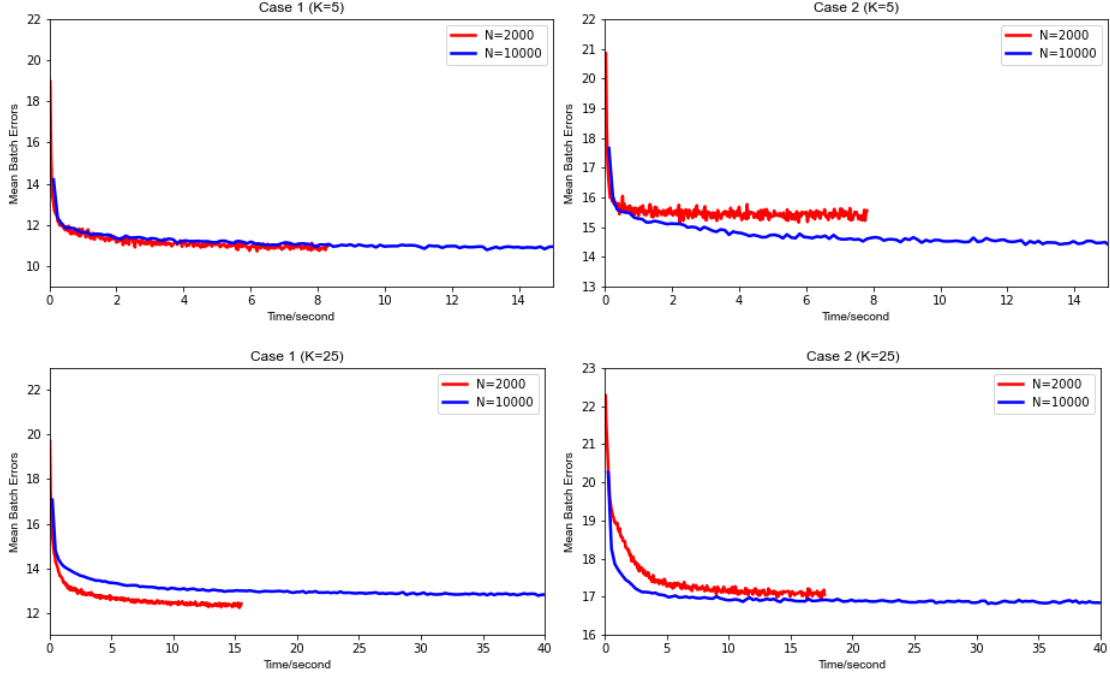 Case 1 (K=5)
Mean Batch Errors
22
20
18
16
14
12
10
N=2000
N=10000
0 2 4 6 8 10 12 14
Time/second
Case 2 (K=5)
Mean Batch Errors
22
21
20
19
18
17
16
15
14
13
N=2000
N=10000
0 2 4 6 8 10 12 14
Time/second
Case 1 (K=25)
Mean Batch Errors
22
20
18
16
14
12
N=2000
N=10000
0 5 10 15 20 25 30 35 40
Time/second
Case 2 (K=25)
Mean Batch Errors
23
22
21
20
19
18
17
16
N=2000
N=10000
0 5 10 15 20 25 30 35 40
Time/second